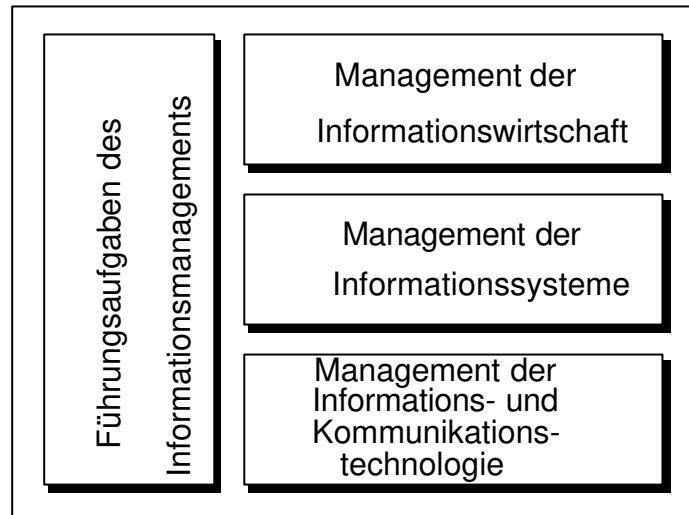 Führungsaufgaben des
Informationsmanagements
Management der
Informationswirtschaft
Management der
Informationssysteme
Management der
Informations- und
Kommunikations-
technologie